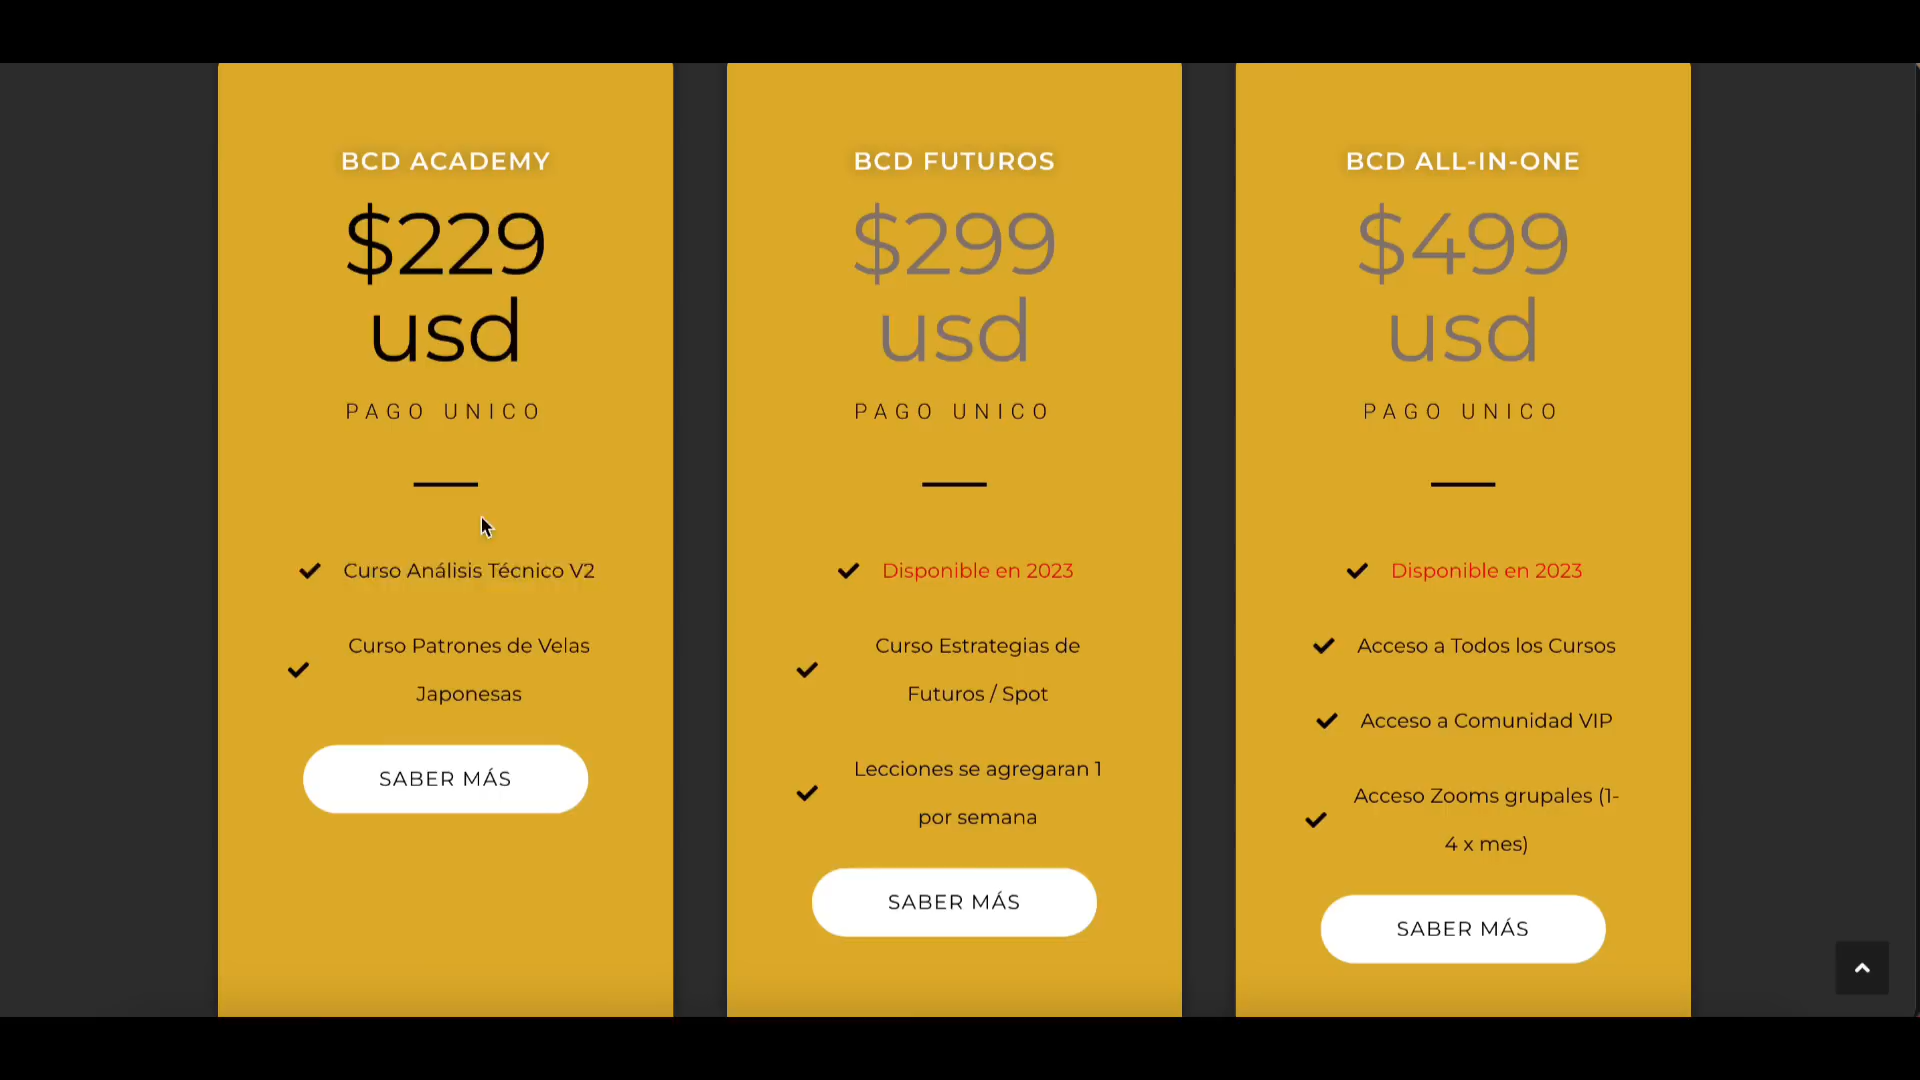 BCD ACADEMY
$229
usd
PAGO UNICO
Curso Análisis Técnico V2
Curso Patrones de Velas
Japonesas
SABER MÁS
BCD FUTUROS
$299
usd
PAGO UNICO
Disponible en 2023
Curso Estrategias de
Futuros / Spot
Lecciones se agregaran 1
por semana
SABER MÁS
BCD ALL-IN-ONE
$499
usd
PAGO UNICO
Disponible en 2023
Acceso a Todos los Cursos
Acceso a Comunidad VIP
Acceso Zooms grupales (1-
4 x mes)
SABER MÁS